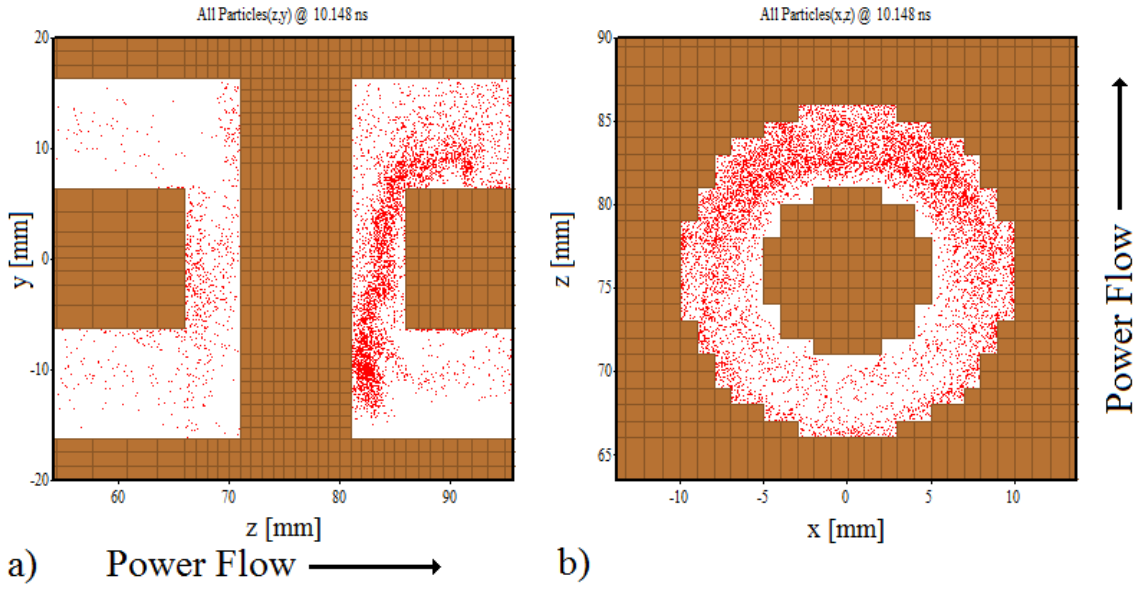 All Particles(z,y) @ 10.148 ns
20
10
0
-10
-20
y [mm]
60
70
80
90
z [mm]
a)
Power Flow
All Particles(x,z) @ 10.148 ns
90
85
80
75
70
65
z [mm]
-10
-5
0
5
10
x [mm]
b)
Power Flow